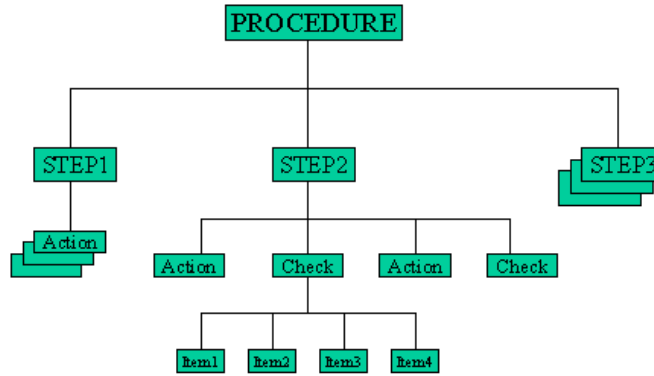 PROCEDURE
STEP1 STEP2 STEP3
Action
Action Check Action Check
Item1 Item2 Item3 Item4